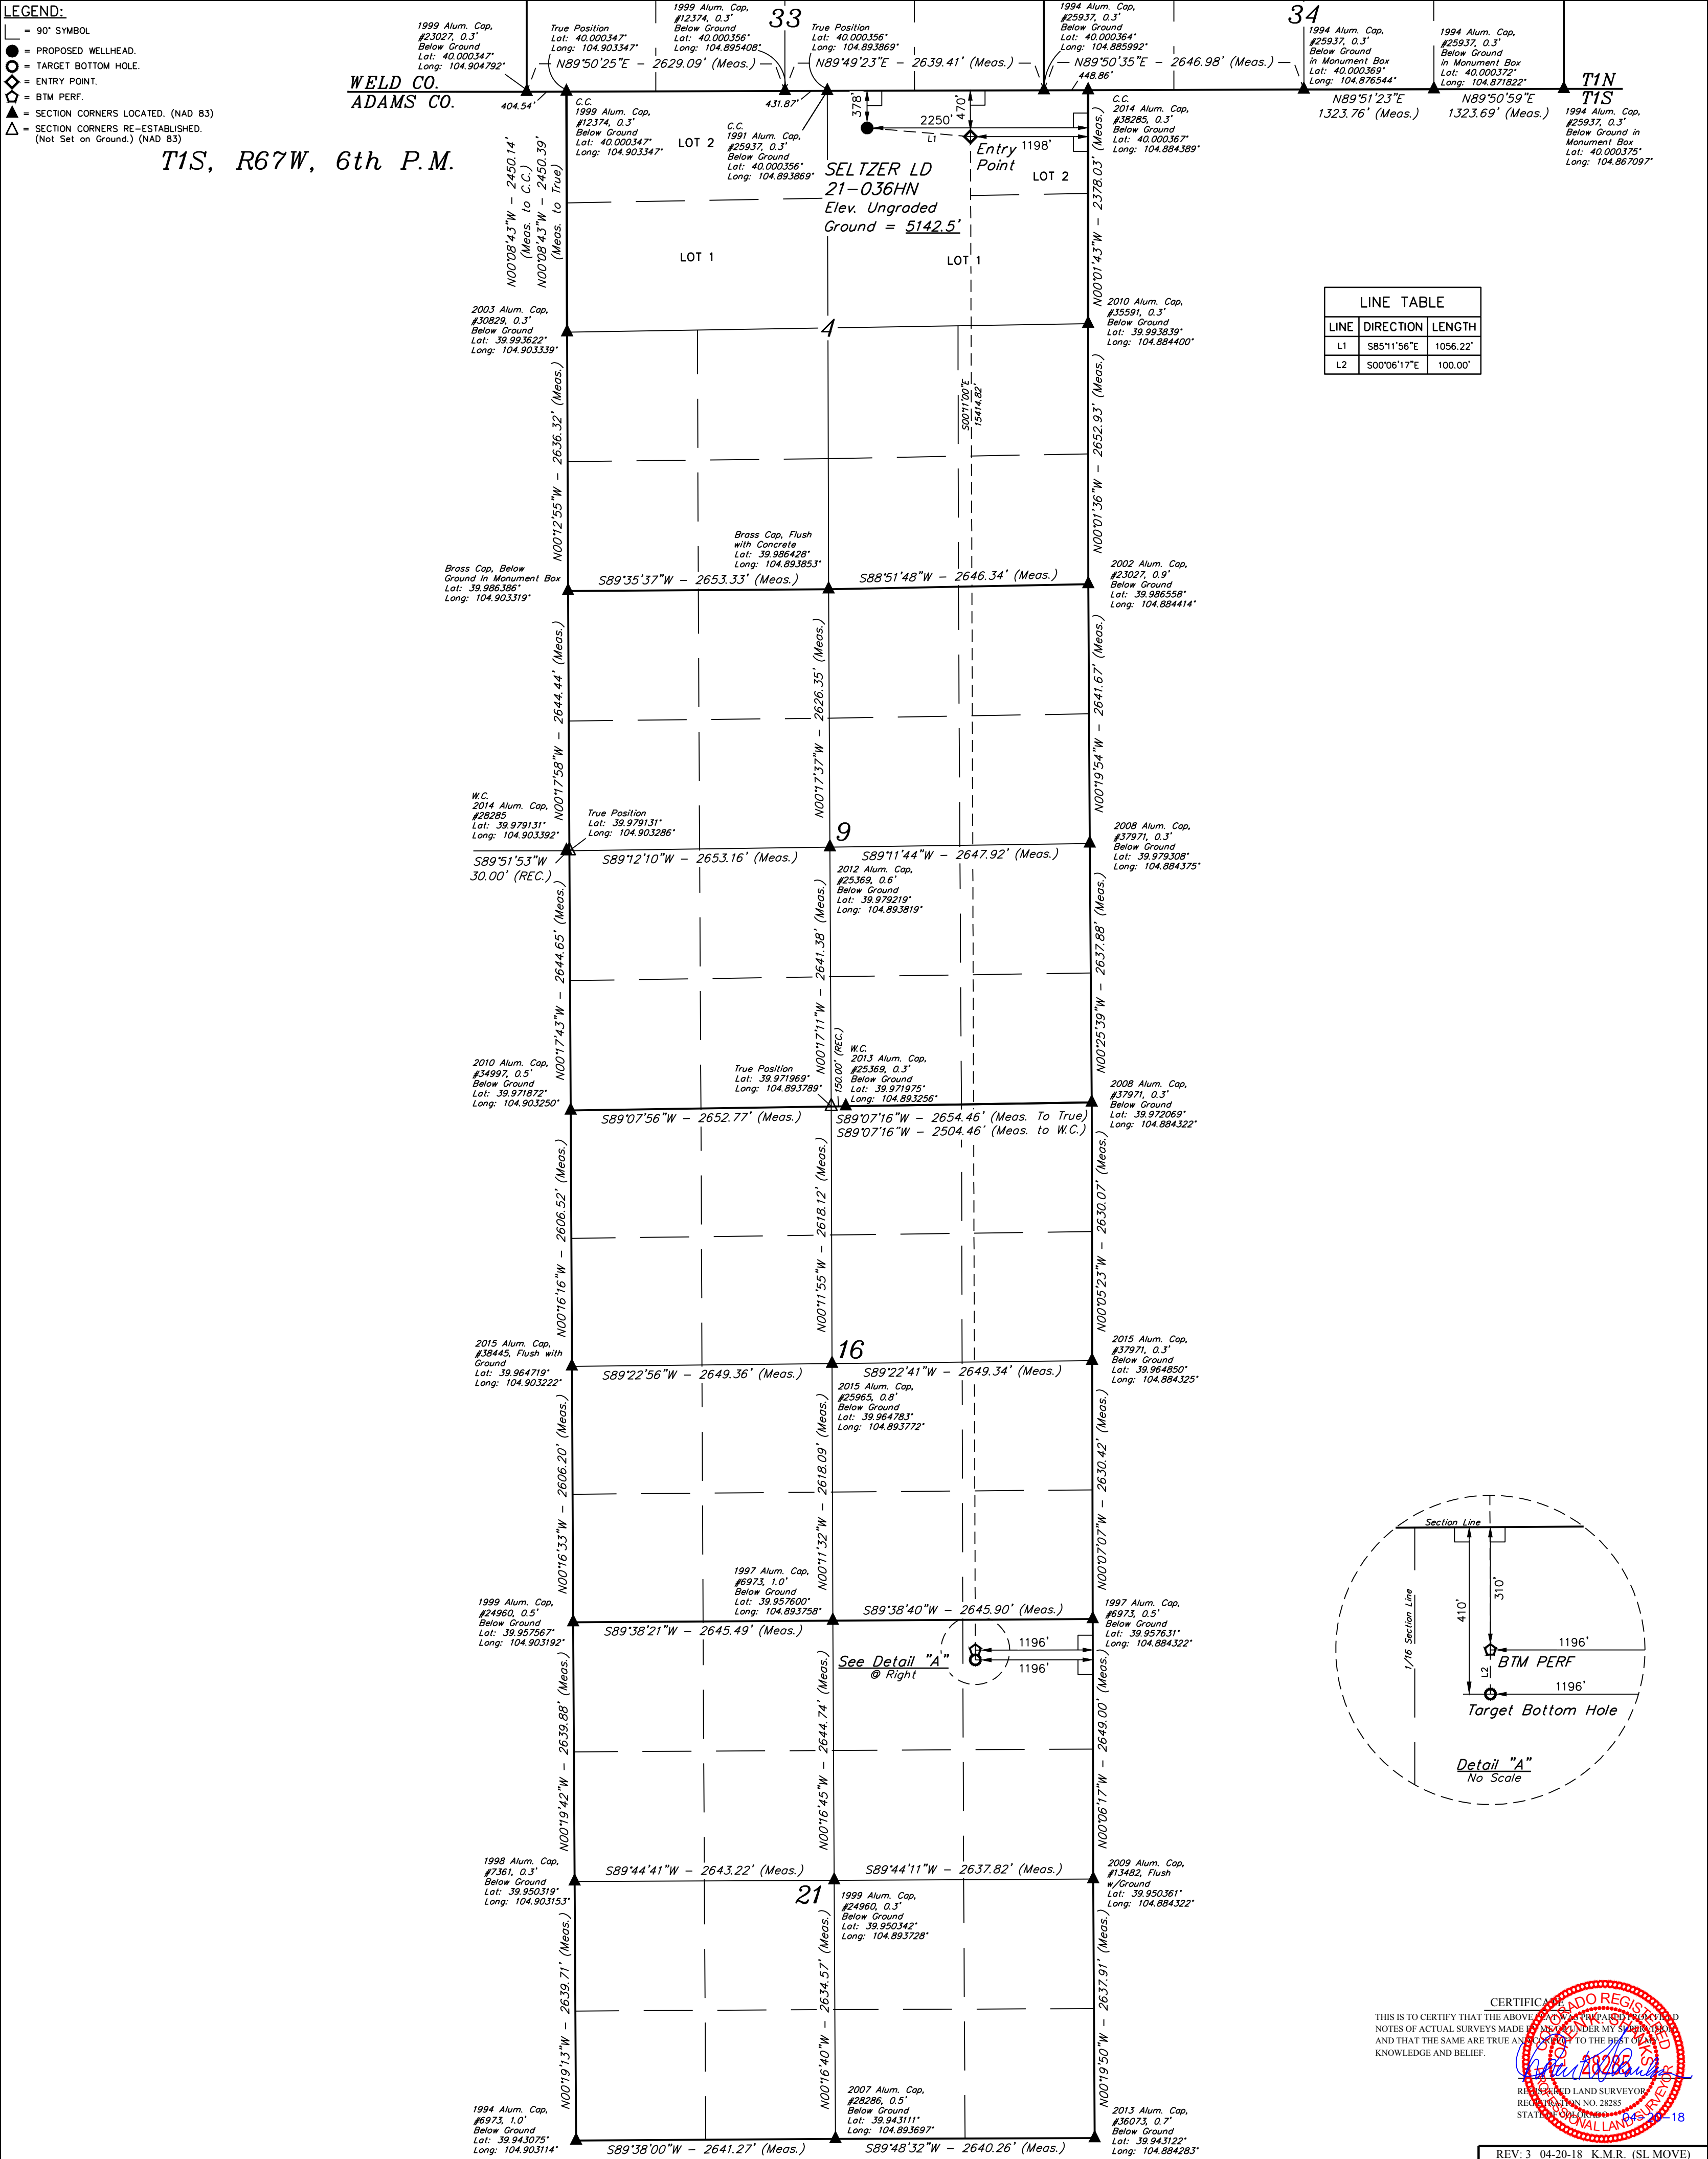 LEGEND:
= 90° SYMBOL
= PROPOSED WELLHEAD.
= TARGET BOTTOM HOLE.
= ENTRY POINT.
= BTM PERF.
= SECTION CORNERS LOCATED. (NAD 83)
= SECTION CORNERS RE-ESTABLISHED.
(Not Set on Ground.) (NAD 83)
T1S, R67W, 6th P.M.
WELD CO.
ADAMS CO.
T1N
T1S
33
34
1999 Alum. Cap,
#23027, 0.3'
Below Ground
Lat: 40.000347°
Long: 104.904792°
True Position
Lat: 40.000347°
Long: 104.903347°
1999 Alum. Cap,
#12374, 0.3'
Below Ground
Lat: 40.000356°
Long: 104.895408°
True Position
Lat: 40.000356°
Long: 104.893869°
1994 Alum. Cap,
#25937, 0.3'
Below Ground
Lat: 40.000364°
Long: 104.885992°
1994 Alum. Cap,
#25937, 0.3'
Below Ground
in Monument Box
Lat: 40.000369°
Long: 104.876544°
1994 Alum. Cap,
#25937, 0.3'
Below Ground
in Monument Box
Lat: 40.000372°
Long: 104.871822°
1994 Alum. Cap,
#25937, 0.3'
Below Ground in
Monument Box
Lat: 40.000375°
Long: 104.867097°
N89°50'25"E - 2629.09' (Meas.)
N89°49'23"E - 2639.41' (Meas.)
N89°50'35"E - 2646.98' (Meas.)
N89°51'23"E
1323.76' (Meas.)
N89°50'59"E
1323.69' (Meas.)
404.54'
431.87'
448.86'
C.C.
1999 Alum. Cap,
#12374, 0.3'
Below Ground
Lat: 40.000347°
Long: 104.903347°
LOT 2
C.C.
1991 Alum. Cap,
#25937, 0.3'
Below Ground
Lat: 40.000356°
Long: 104.893869°
C.C.
2014 Alum. Cap,
#38285, 0.3'
Below Ground
Lat: 40.000367°
Long: 104.884389°
378'
470'
2250'
L1
1198'
Entry
Point
LOT 2
SELTZER LD
21-036HN
Elev. Ungraded
Ground = 5142.5'
LOT 1
LOT 1
N00°08'43"W - 2450.14'
(Meas. to C.C.)
N00°08'43"W - 2450.39'
(Meas. to True)
N00°01'43"W - 2378.03' (Meas.)
LINE TABLE
LINE DIRECTION LENGTH
L1 S85°11'56"E 1056.22'
L2 S00°06'17"E 100.00'
2003 Alum. Cap,
#30829, 0.3'
Below Ground
Lat: 39.993622°
Long: 104.903339°
4
2010 Alum. Cap,
#35591, 0.3'
Below Ground
Lat: 39.993839°
Long: 104.884400°
N00°12'55"W - 2636.32' (Meas.)
S00°11'00"E
15414.82'
N00°01'36"W - 2652.93' (Meas.)
Brass Cap, Below
Ground In Monument Box
Lat: 39.986386°
Long: 104.903319°
Brass Cap, Flush
with Concrete
Lat: 39.986428°
Long: 104.893853°
2002 Alum. Cap,
#23027, 0.9'
Below Ground
Lat: 39.986558°
Long: 104.884414°
S89°35'37"W - 2653.33' (Meas.)
S88°51'48"W - 2646.34' (Meas.)
N00°17'58"W - 2644.44' (Meas.)
N00°17'37"W - 2626.35' (Meas.)
N00°19'54"W - 2641.67' (Meas.)
W.C.
2014 Alum. Cap,
#28285
Lat: 39.979131°
Long: 104.903392°
True Position
Lat: 39.979131°
Long: 104.903286°
9
2008 Alum. Cap,
#37971, 0.3'
Below Ground
Lat: 39.979308°
Long: 104.884375°
S89°51'53"W
30.00' (REC.)
S89°12'10"W - 2653.16' (Meas.)
S89°11'44"W - 2647.92' (Meas.)
2012 Alum. Cap,
#25369, 0.6'
Below Ground
Lat: 39.979219°
Long: 104.893819°
N00°17'43"W - 2644.65' (Meas.)
N00°17'11"W - 2641.38' (Meas.)
N00°25'39"W - 2637.88' (Meas.)
2010 Alum. Cap,
#34997, 0.5'
Below Ground
Lat: 39.971872°
Long: 104.903250°
True Position
Lat: 39.971969°
Long: 104.893789°
150.00' (REC.)
W.C.
2013 Alum. Cap,
#25369, 0.3'
Below Ground
Lat: 39.971975°
Long: 104.893256°
2008 Alum. Cap,
#37971, 0.3'
Below Ground
Lat: 39.972069°
Long: 104.884322°
S89°07'56"W - 2652.77' (Meas.)
S89°07'16"W - 2654.46' (Meas. To True)
S89°07'16"W - 2504.46' (Meas. to W.C.)
N00°16'16"W - 2606.52' (Meas.)
N00°11'55"W - 2618.12' (Meas.)
N00°05'23"W - 2630.07' (Meas.)
2015 Alum. Cap,
#38445, Flush with
Ground
Lat: 39.964719°
Long: 104.903222°
16
2015 Alum. Cap,
#37971, 0.3'
Below Ground
Lat: 39.964850°
Long: 104.884325°
S89°22'56"W - 2649.36' (Meas.)
S89°22'41"W - 2649.34' (Meas.)
2015 Alum. Cap,
#25965, 0.8'
Below Ground
Lat: 39.964783°
Long: 104.893772°
N00°16'33"W - 2606.20' (Meas.)
N00°11'32"W - 2618.09' (Meas.)
N00°07'07"W - 2630.42' (Meas.)
1999 Alum. Cap,
#24960, 0.5'
Below Ground
Lat: 39.957567°
Long: 104.903192°
1997 Alum. Cap,
#6973, 1.0'
Below Ground
Lat: 39.957600°
Long: 104.893758°
1997 Alum. Cap,
#6973, 0.5'
Below Ground
Lat: 39.957631°
Long: 104.884322°
S89°38'21"W - 2645.49' (Meas.)
S89°38'40"W - 2645.90' (Meas.)
See Detail "A"
@ Right
1196'
1196'
N00°19'42"W - 2639.88' (Meas.)
N00°16'45"W - 2644.74' (Meas.)
N00°06'17"W - 2649.00' (Meas.)
Section Line
1/16 Section Line
410'
310'
1196'
BTM PERF
L2
1196'
Target Bottom Hole
Detail "A"
No Scale
1998 Alum. Cap,
#7361, 0.3'
Below Ground
Lat: 39.950319°
Long: 104.903153°
S89°44'41"W - 2643.22' (Meas.)
S89°44'11"W - 2637.82' (Meas.)
2009 Alum. Cap,
#13482, Flush
w/Ground
Lat: 39.950361°
Long: 104.884322°
21
1999 Alum. Cap,
#24960, 0.3'
Below Ground
Lat: 39.950342°
Long: 104.893728°
N00°19'13"W - 2639.71' (Meas.)
N00°16'40"W - 2634.57' (Meas.)
N00°19'50"W - 2637.91' (Meas.)
1994 Alum. Cap,
#6973, 1.0'
Below Ground
Lat: 39.943075°
Long: 104.903114°
2007 Alum. Cap,
#28286, 0.5'
Below Ground
Lat: 39.943111°
Long: 104.893697°
2013 Alum. Cap,
#36073, 0.7'
Below Ground
Lat: 39.943122°
Long: 104.884283°
S89°38'00"W - 2641.27' (Meas.)
S89°48'32"W - 2640.26' (Meas.)
CERTIFICATE
THIS IS TO CERTIFY THAT THE ABOVE PLAT WAS PREPARED FROM FIELD
NOTES OF ACTUAL SURVEYS MADE BY ME OR UNDER MY SUPERVISION
AND THAT THE SAME ARE TRUE AND CORRECT TO THE BEST OF MY
KNOWLEDGE AND BELIEF.
COLORADO REGISTERED
28285
PROFESSIONAL LAND SURVEYOR
REGISTERED LAND SURVEYOR
REGISTRATION NO. 28285
STATE OF COLORADO
04-20-18
REV: 3 04-20-18 K.M.R. (SL MOVE)